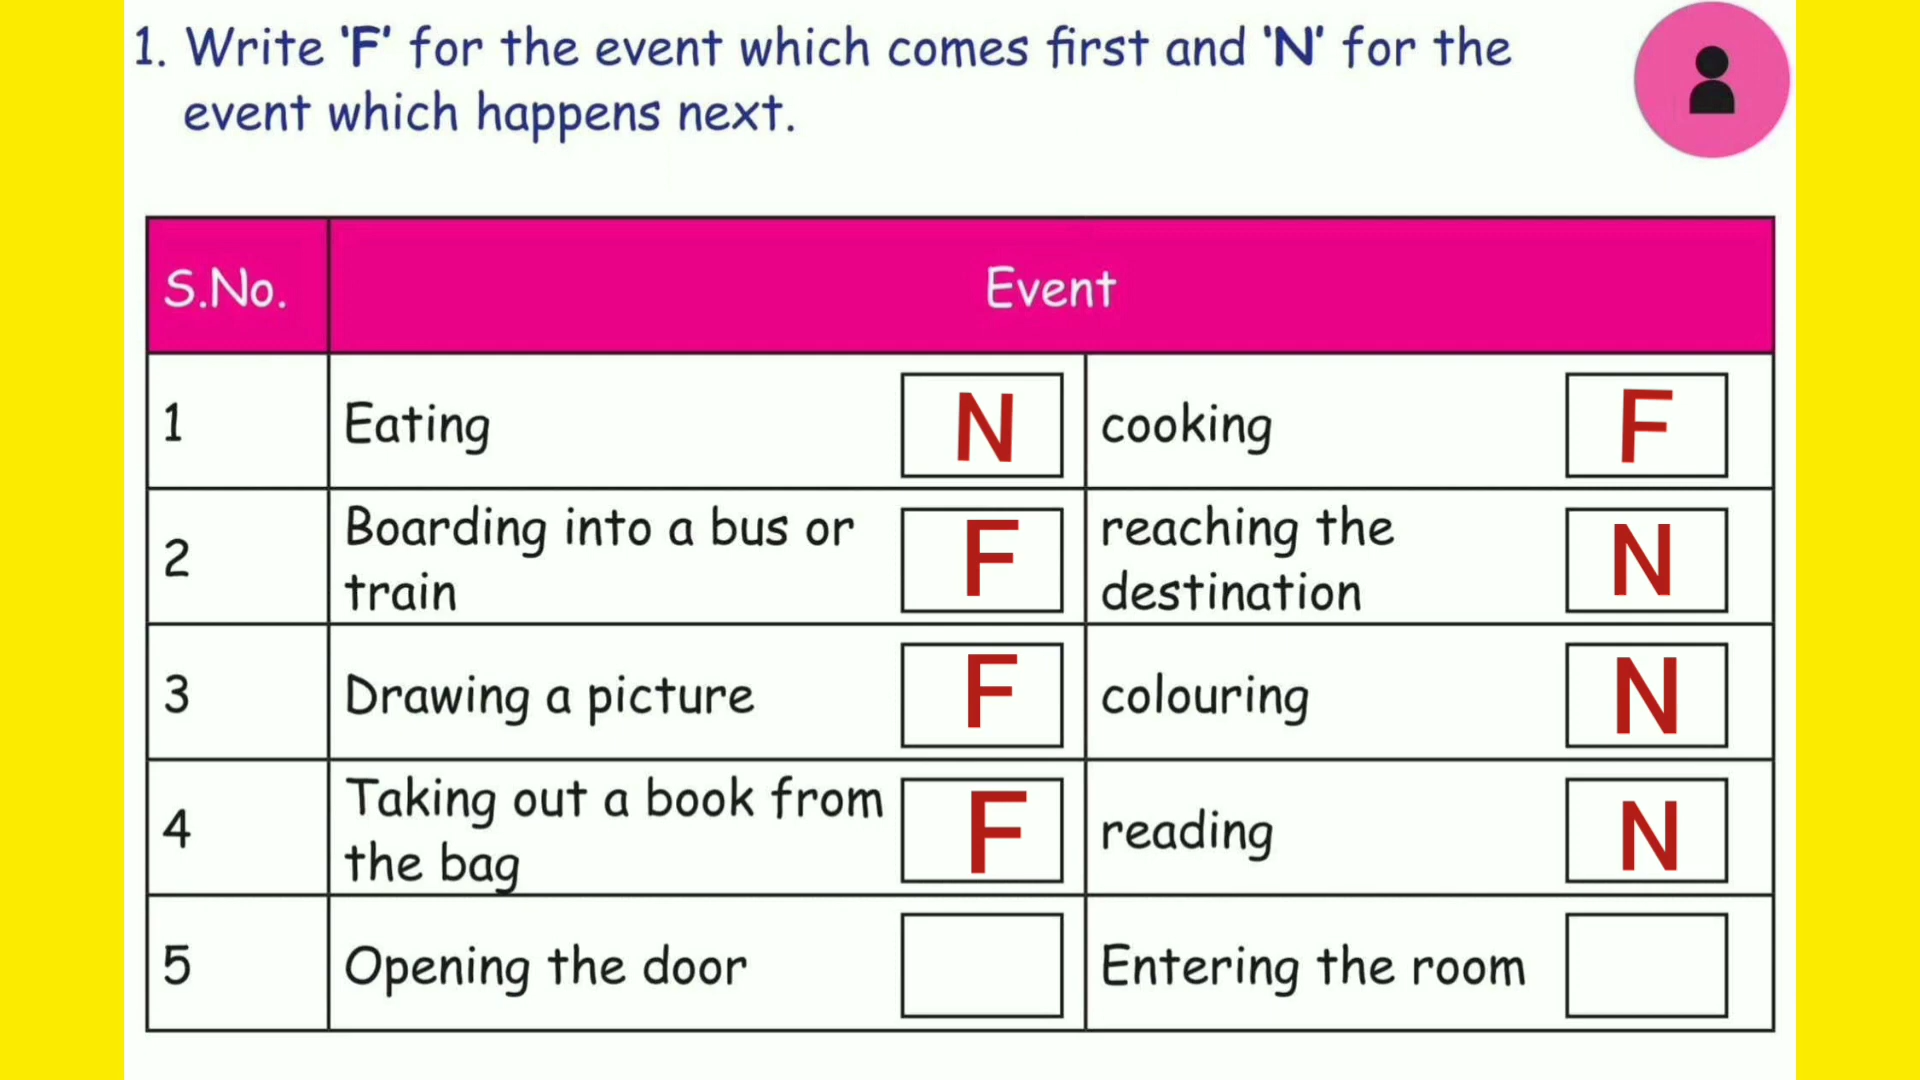 1. Write 'F' for the event which comes first and 'N' for the
event which happens next.
S.No. Event
1 Eating N cooking F
2 Boarding into a bus or train F reaching the destination N
3 Drawing a picture F colouring N
4 Taking out a book from the bag F reading N
5 Opening the door Entering the room